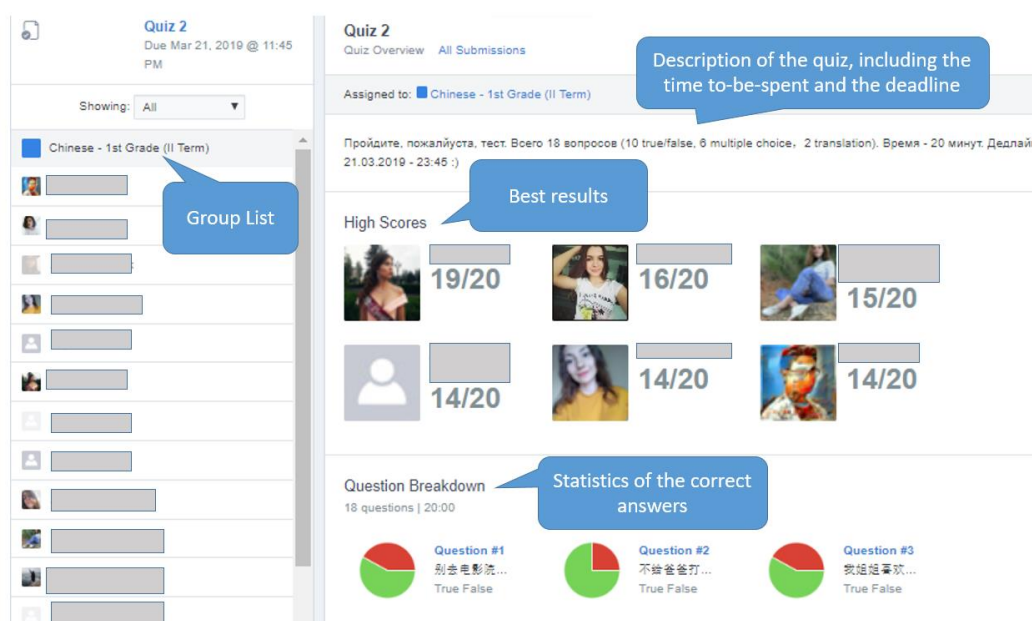 Quiz 2
Due Mar 21, 2019 @ 11:45
PM
Showing: All
Chinese - 1st Grade (II Term)
Group List
Quiz 2
Quiz Overview All Submissions
Description of the quiz, including the
time to-be-spent and the deadline
Assigned to: Chinese - 1st Grade (II Term)
Пройдите, пожалуйста, тест. Всего 18 вопросов (10 true/false, 6 multiple choice, 2 translation). Время - 20 минут. Дедлай
21.03.2019 - 23:45 :)
Best results
High Scores
19/20
16/20
15/20
14/20
14/20
14/20
Question Breakdown
18 questions | 20:00
Statistics of the correct
answers
Question #1
别去电影院...
True False
Question #2
不给爸爸打...
True False
Question #3
我姐姐喜欢...
True False